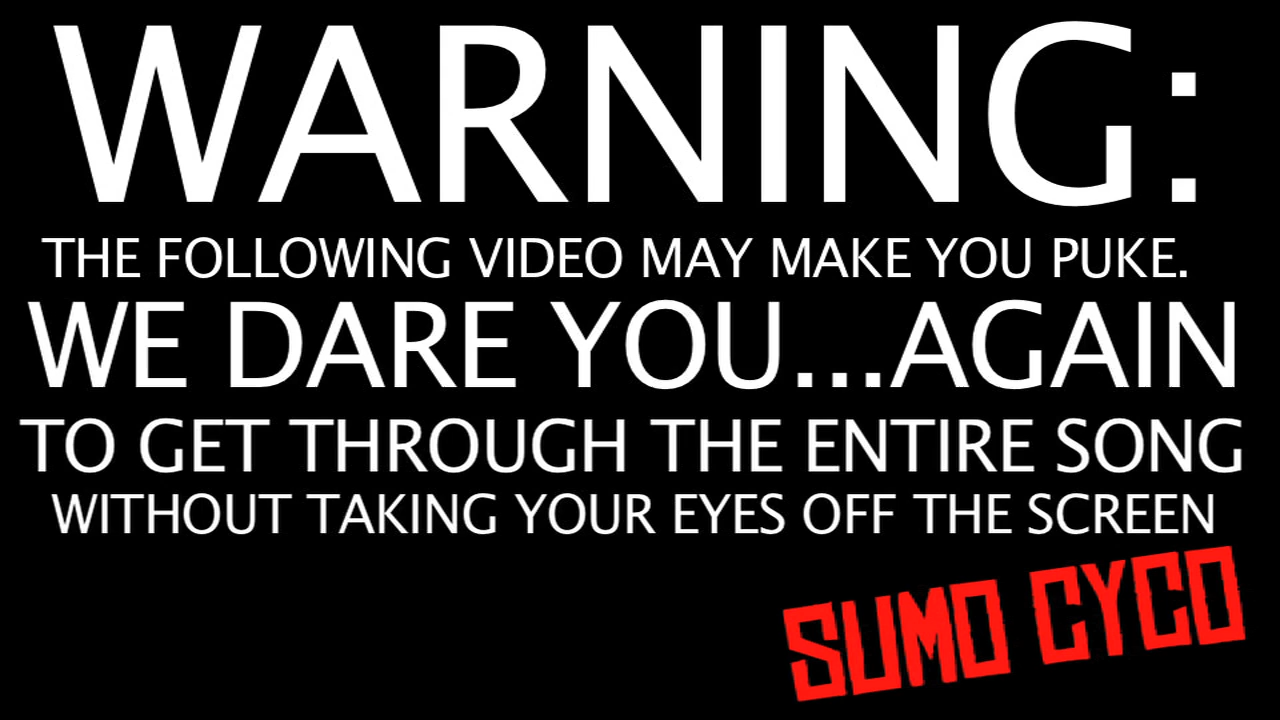 WARNING:
THE FOLLOWING VIDEO MAY MAKE YOU PUKE.
WE DARE YOU...AGAIN
TO GET THROUGH THE ENTIRE SONG
WITHOUT TAKING YOUR EYES OFF THE SCREEN
SUMO CYCO